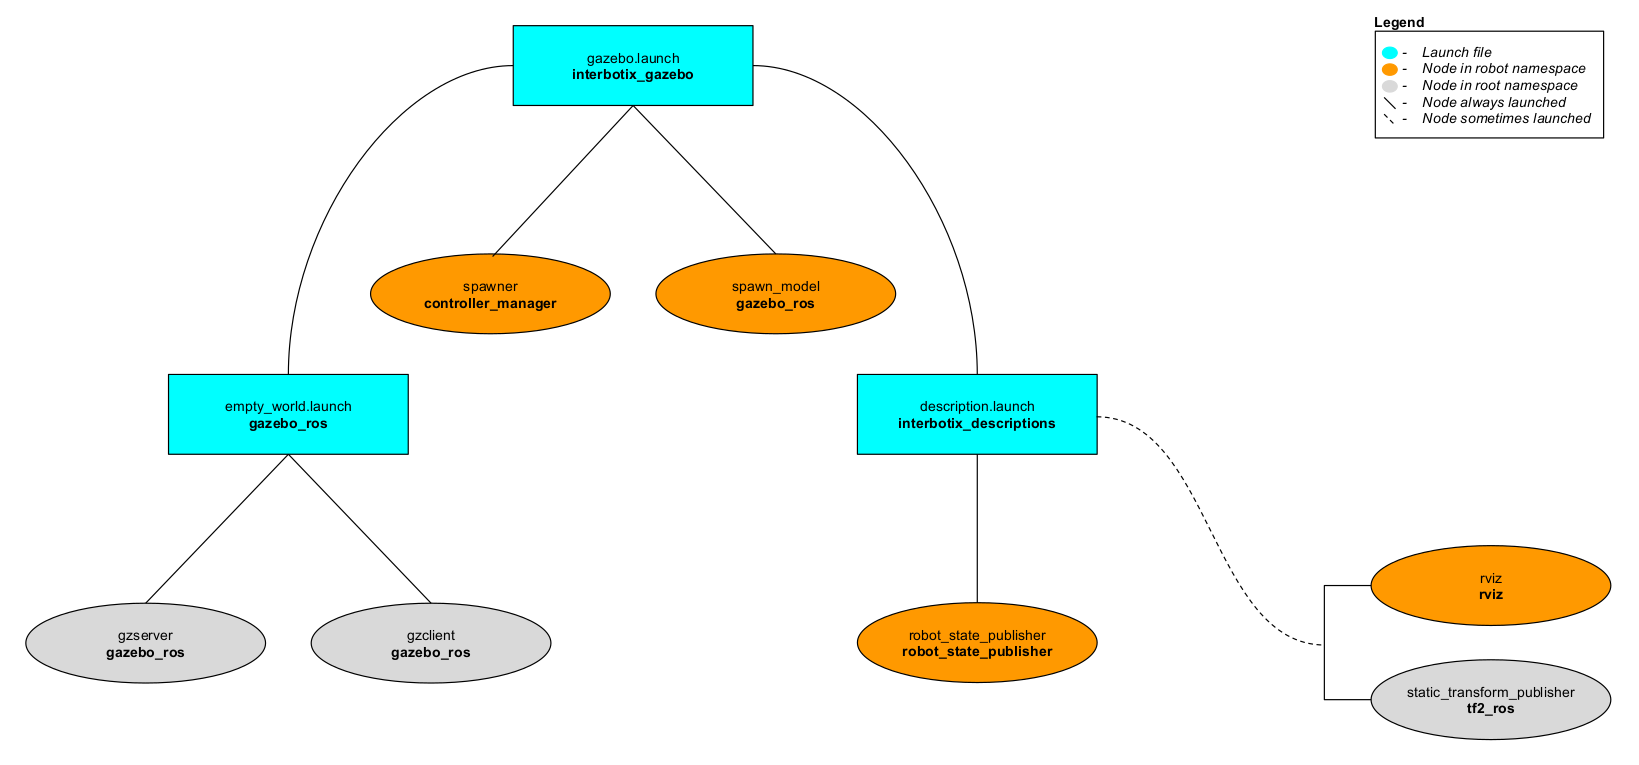 Legend
- Launch file
- Node in robot namespace
- Node in root namespace
- Node always launched
- Node sometimes launched
gazebo.launch
interbotix_gazebo
spawner
controller_manager
spawn_model
gazebo_ros
empty_world.launch
gazebo_ros
description.launch
interbotix_descriptions
gzserver
gazebo_ros
gzclient
gazebo_ros
robot_state_publisher
robot_state_publisher
rviz
rviz
static_transform_publisher
tf2_ros